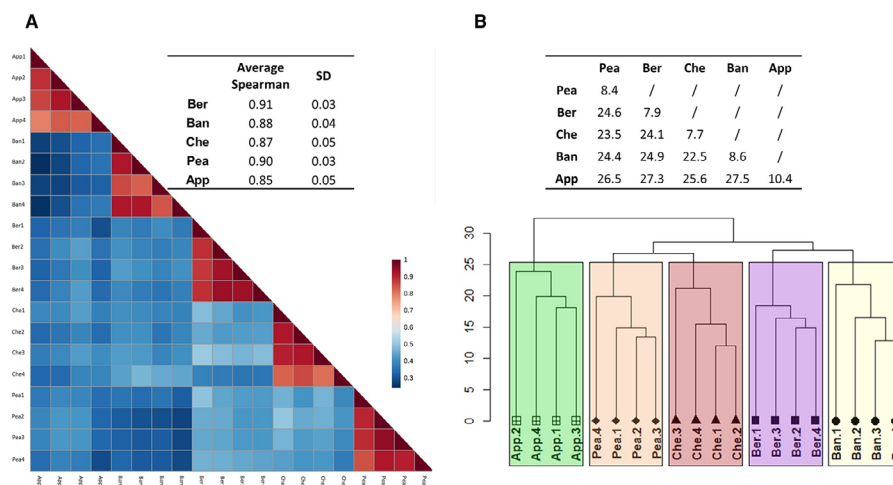 A
Average Spearman SD
Ber 0.91 0.03
Ban 0.88 0.04
Che 0.87 0.05
Pea 0.90 0.03
App 0.85 0.05
App1
App2
App3
App4
Ban1
Ban2
Ban3
Ban4
Ber1
Ber2
Ber3
Ber4
Che1
Che2
Che3
Che4
Pea1
Pea2
Pea3
Pea4
1
0.9
0.8
0.7
0.6
0.5
0.4
0.3
B
Pea Ber Che Ban App
Pea 8.4 / / / /
Ber 24.6 7.9 / / /
Che 23.5 24.1 7.7 / /
Ban 24.4 24.9 22.5 8.6 /
App 26.5 27.3 25.6 27.5 10.4
30
25
20
15
10
5
0
App.2
App.4
App.1
App.3
Pea.4
Pea.1
Pea.2
Pea.3
Che.3
Che.4
Che.1
Che.2
Ber.1
Ber.3
Ber.2
Ber.4
Ban.1
Ban.2
Ban.3